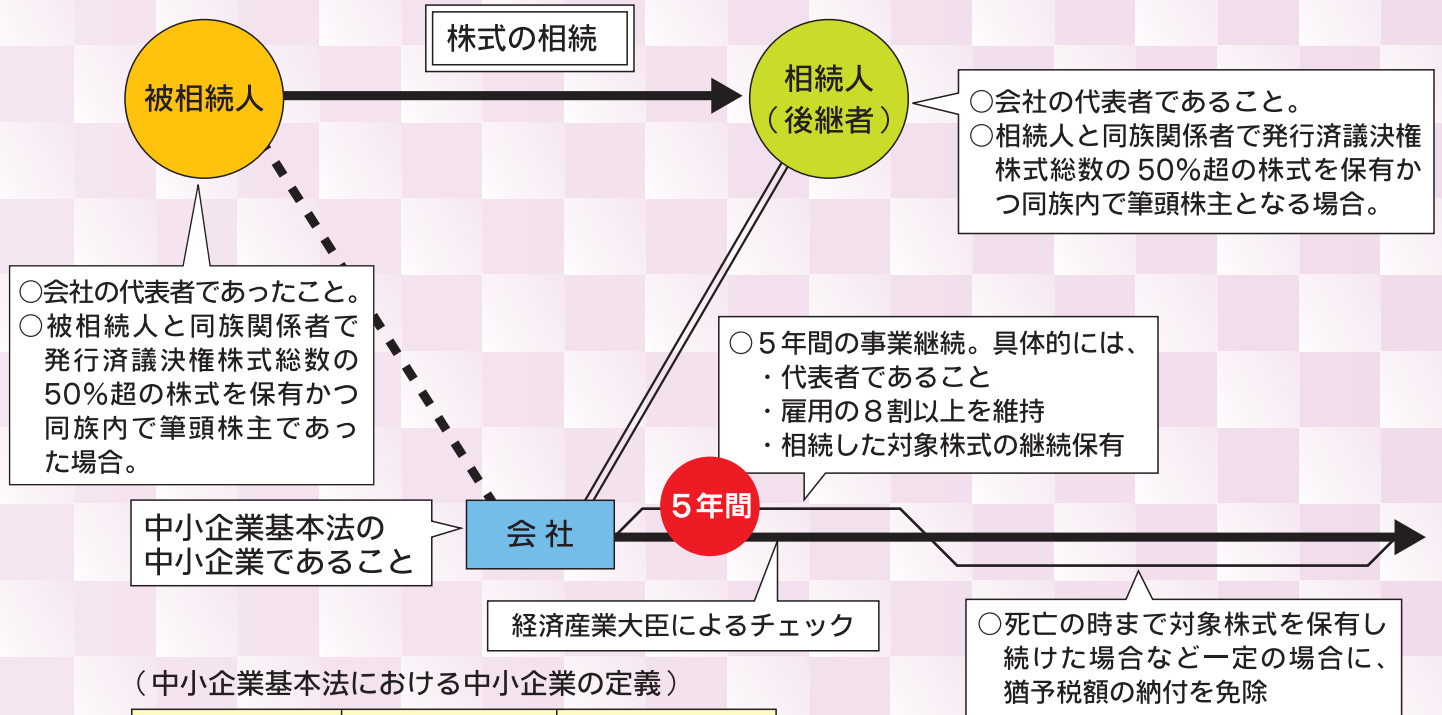 株式の相続
被相続人
相続人
（後継者）
○会社の代表者であること。
○相続人と同族関係者で発行済議決権
株式総数の50％超の株式を保有か
つ同族内で筆頭株主となる場合。
○会社の代表者であったこと。
○被相続人と同族関係者で
発行済議決権株式総数の
50％超の株式を保有かつ
同族内で筆頭株主であっ
た場合。
○５年間の事業継続。具体的には、
・代表者であること
・雇用の８割以上を維持
・相続した対象株式の継続保有
５年間
中小企業基本法の
中小企業であること
会社
経済産業大臣によるチェック
○死亡の時まで対象株式を保有し
続けた場合など一定の場合に、
猶予税額の納付を免除
（中小企業基本法における中小企業の定義）